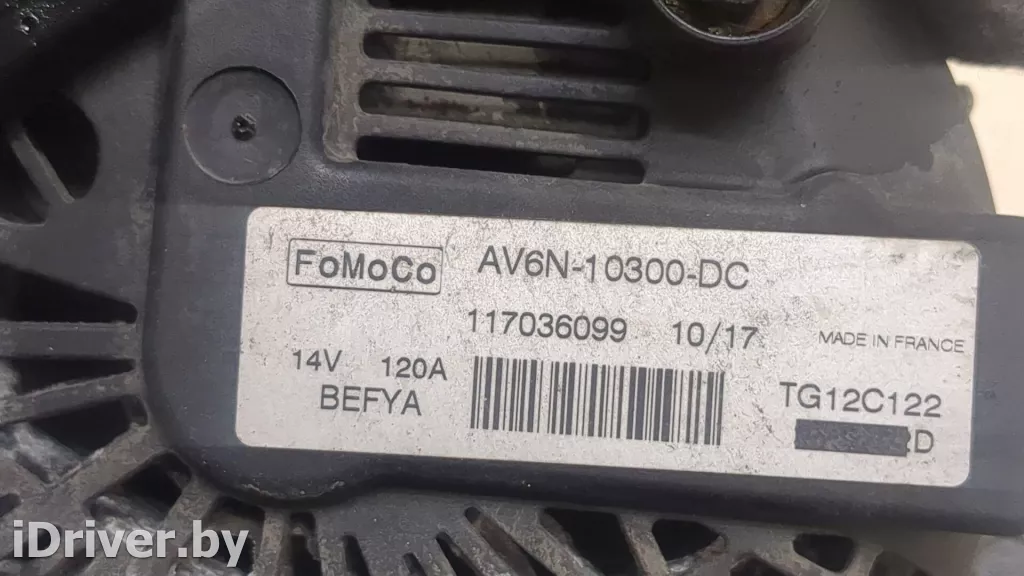 FoMoCo AV6N-10300-DC
117036099 10/17 MADE IN FRANCE
14V 120A
BEFYA TG12C122
D
iDriver.by